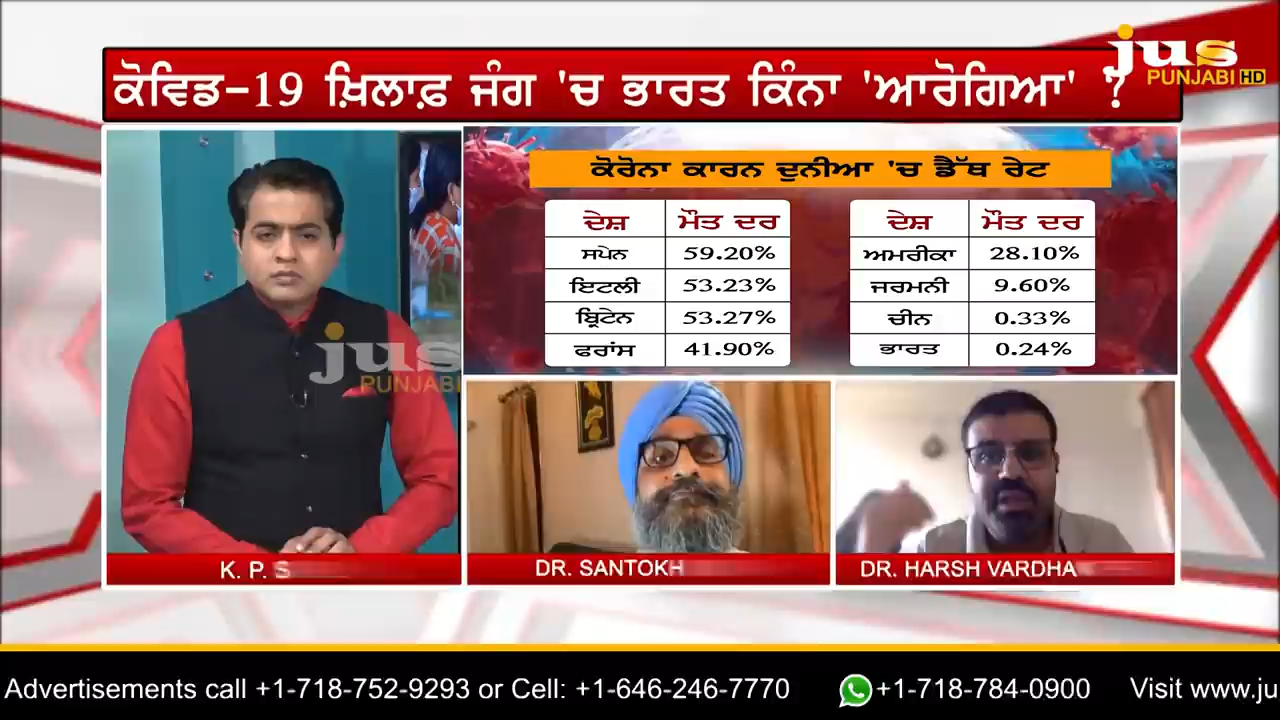 ਕੋਵਿਡ-19 ਖ਼ਿਲਾਫ਼ ਜੰਗ 'ਚ ਭਾਰਤ ਕਿੰਨਾ 'ਆਰੋਗਿਆ' ?
jus
PUNJABI HD
ਕੋਰੋਨਾ ਕਾਰਨ ਦੁਨੀਆ 'ਚ ਡੈੱਥ ਰੇਟ
ਦੇਸ਼ ਮੌਤ ਦਰ
ਸਪੇਨ 59.20%
ਇਟਲੀ 53.23%
ਬ੍ਰਿਟੇਨ 53.27%
ਫਰਾਂਸ 41.90%
ਦੇਸ਼ ਮੌਤ ਦਰ
ਅਮਰੀਕਾ 28.10%
ਜਰਮਨੀ 9.60%
ਚੀਨ 0.33%
ਭਾਰਤ 0.24%
jus
PUNJABI
K. P. S
DR. SANTOKH
DR. HARSH VARDHA
Advertisements call +1-718-752-9293 or Cell: +1-646-246-7770 +1-718-784-0900 Visit www.ju